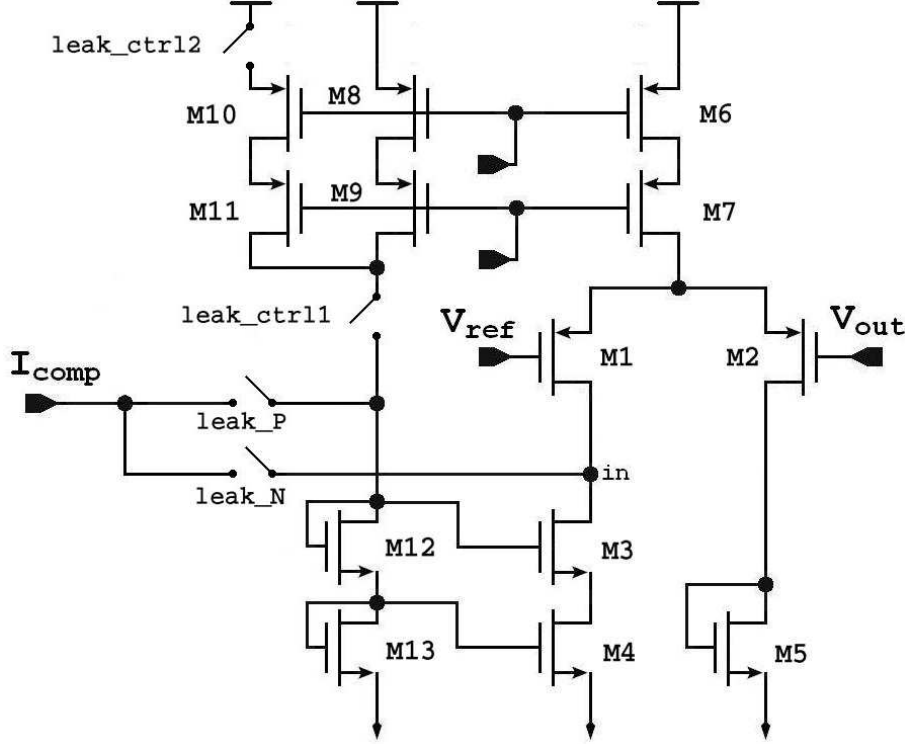 leak_ctrl2
M10
M8
M6
M11
M9
M7
leak_ctrl1
Vref
M1
M2
Vout
Icomp
leak_P
in
leak_N
M12
M3
M13
M4
M5